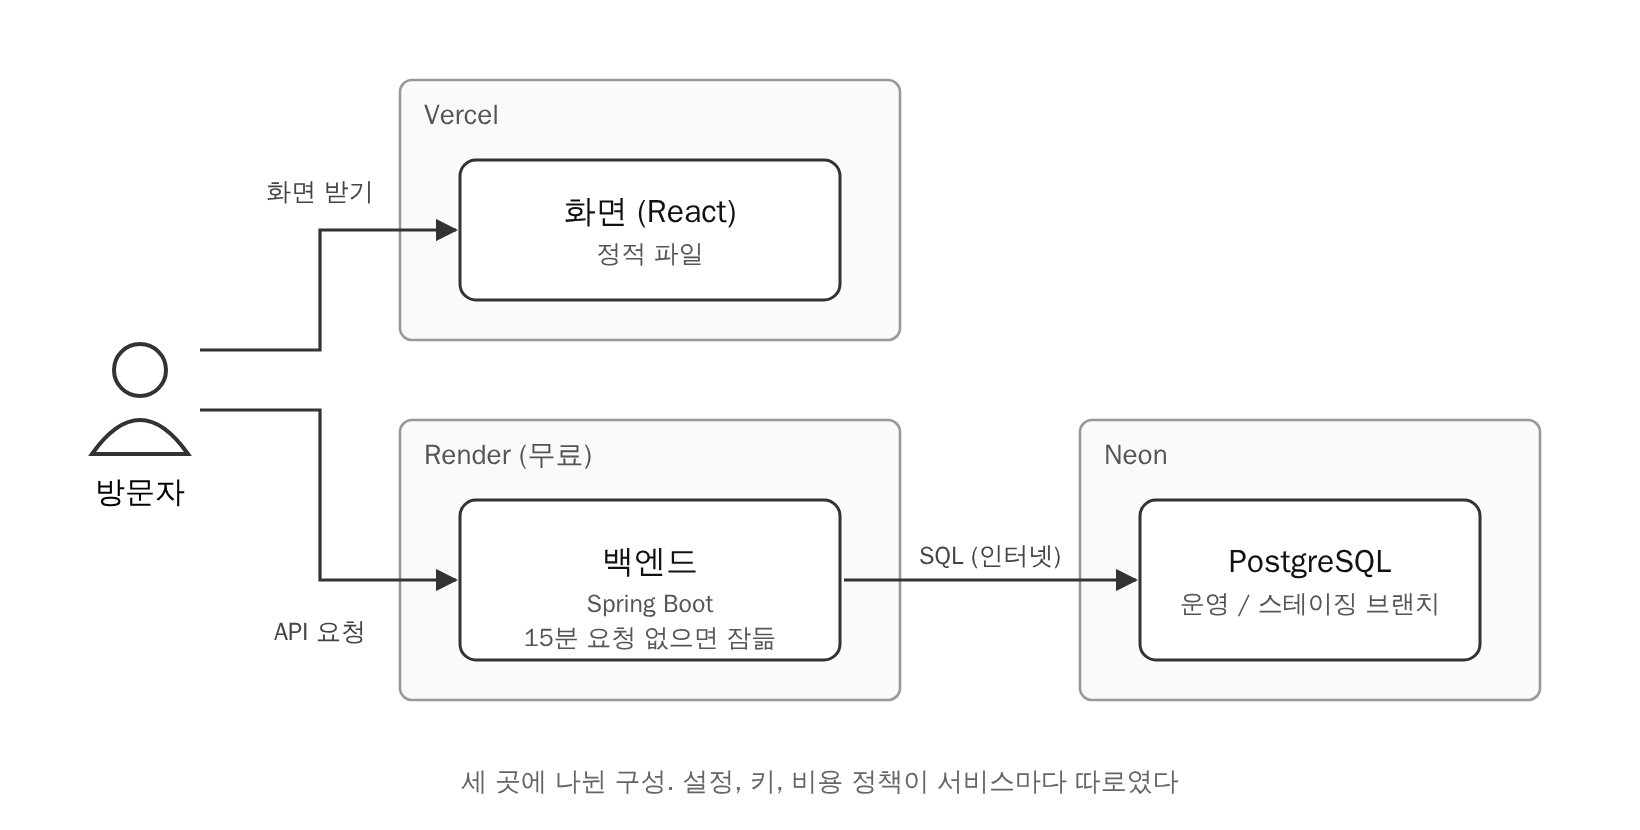 Vercel
화면 받기
화면 (React)
정적 파일
방문자
Render (무료)
백엔드
Spring Boot
15분 요청 없으면 잠듦
API 요청
SQL (인터넷)
Neon
PostgreSQL
운영 / 스테이징 브랜치
세 곳에 나뉜 구성. 설정, 키, 비용 정책이 서비스마다 따로였다